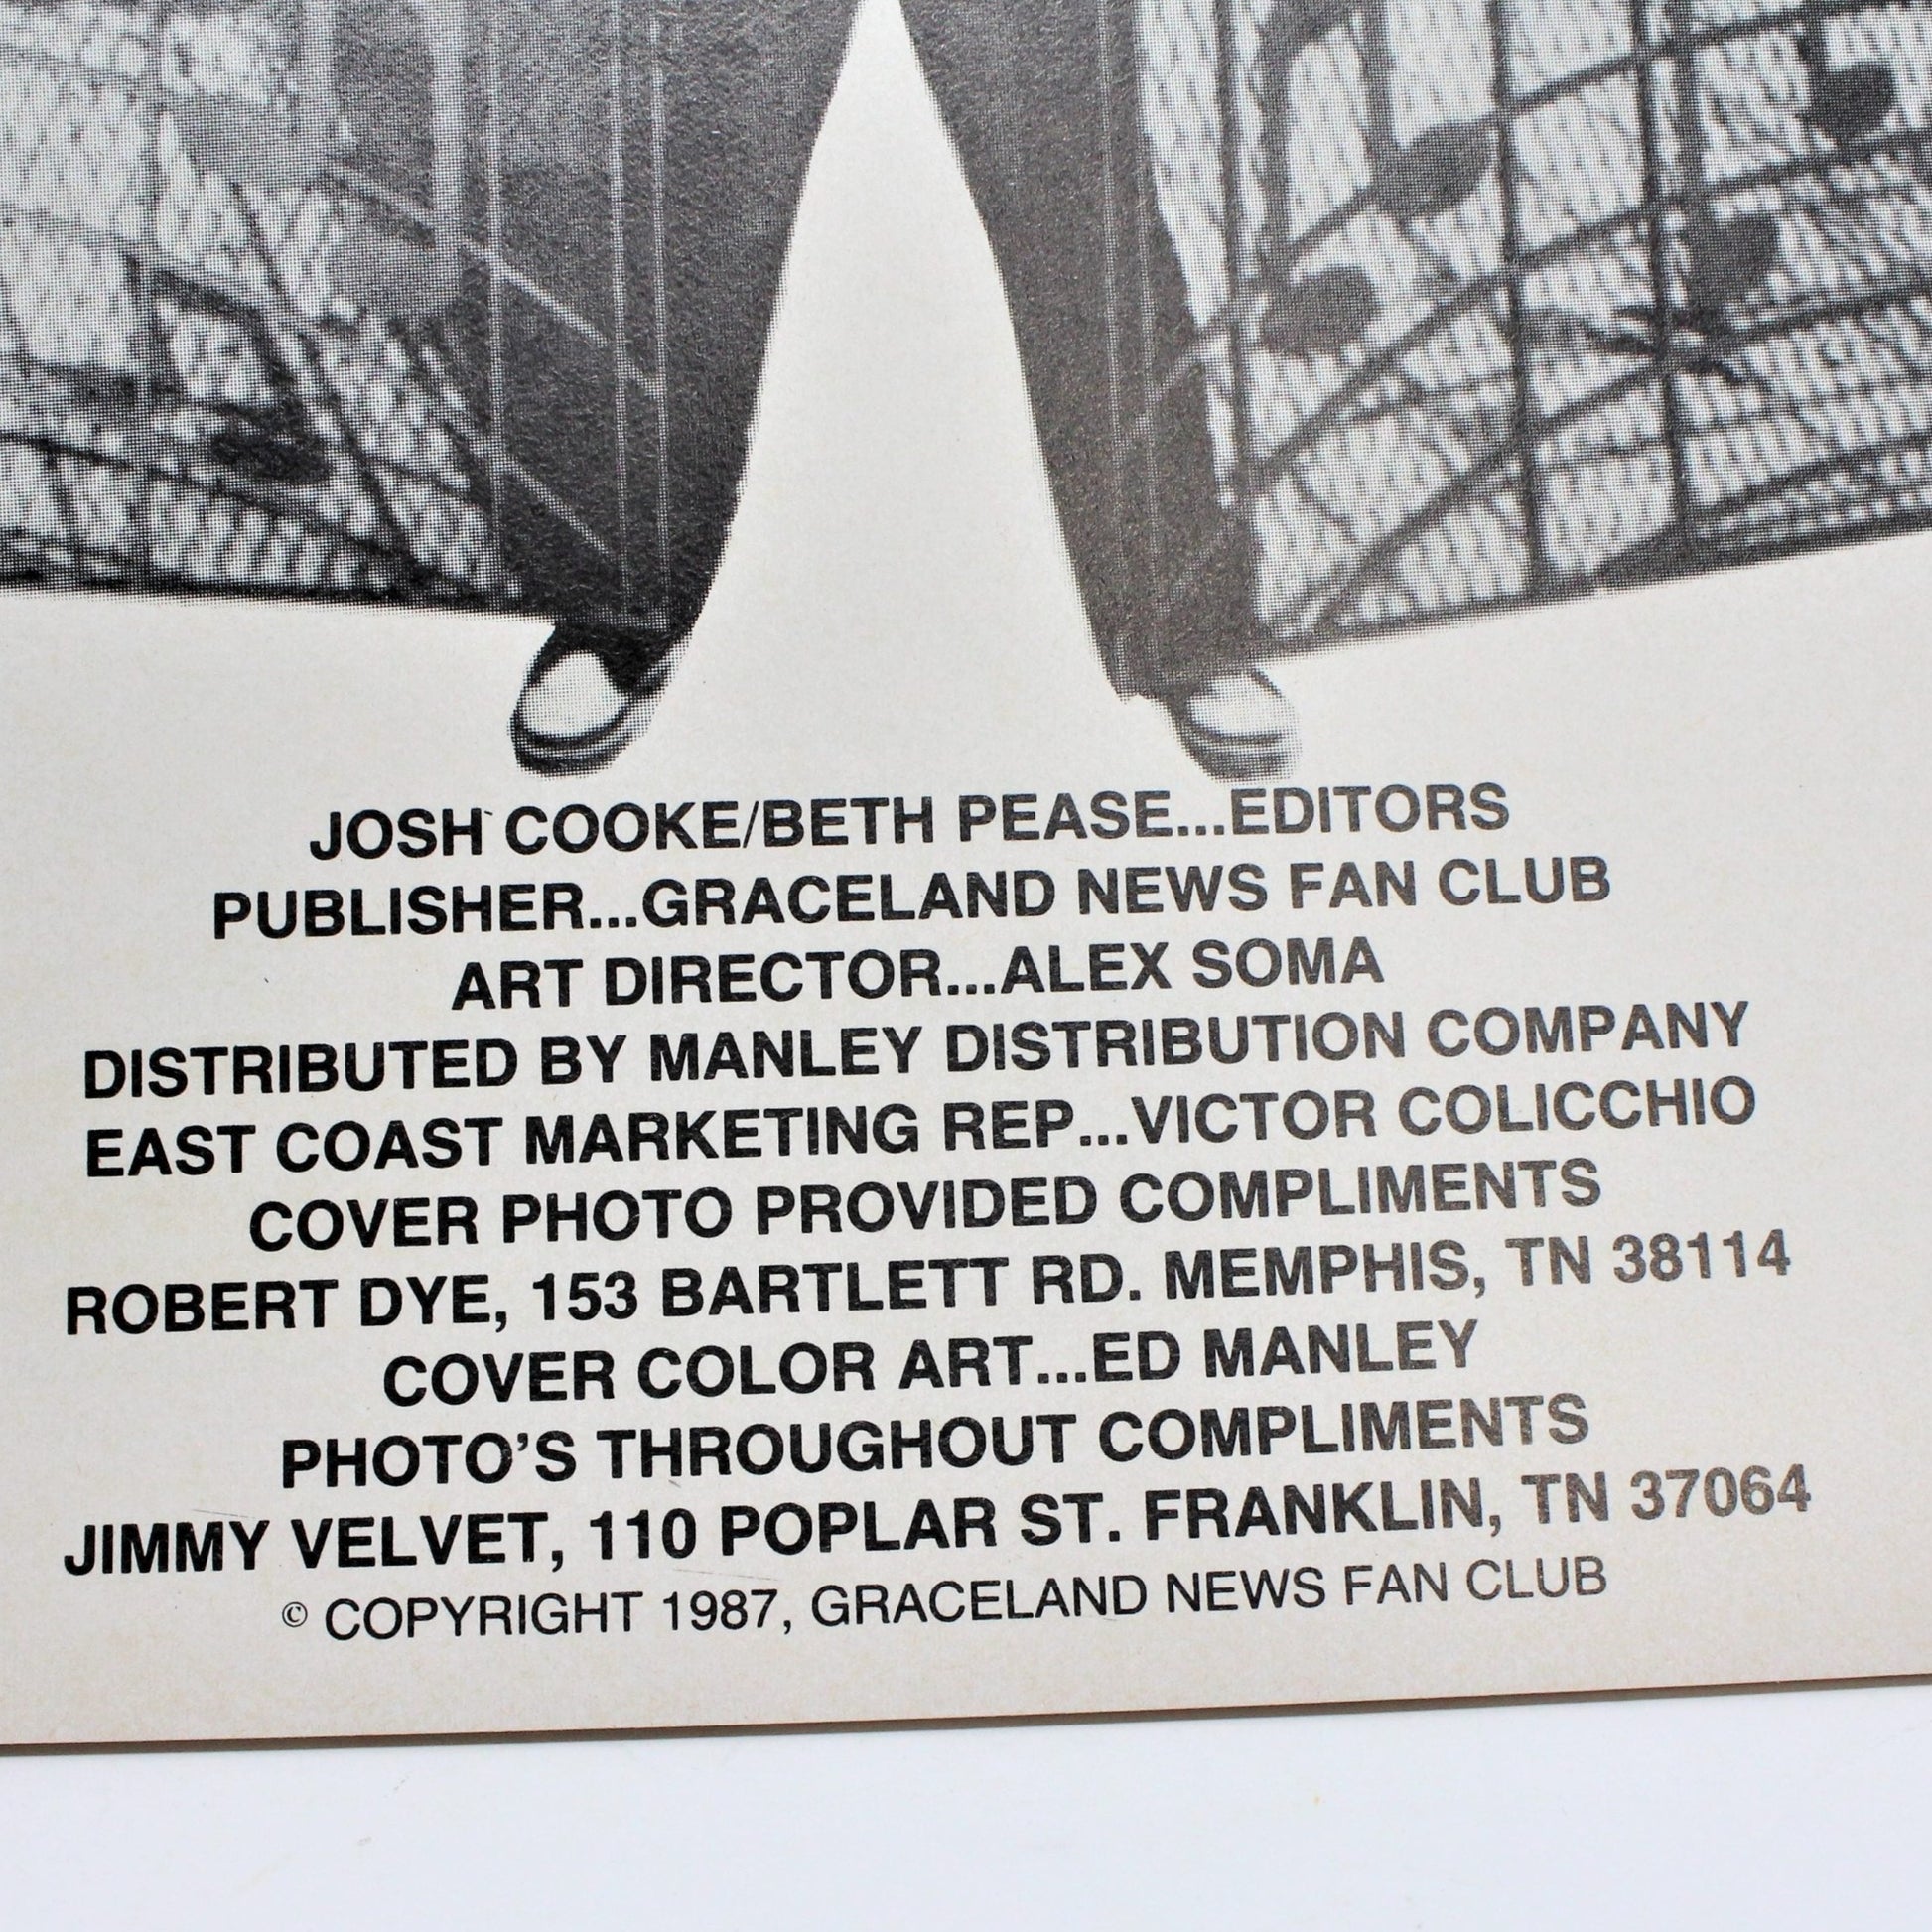 JOSH COOKE/BETH PEASE...EDITORS
PUBLISHER...GRACELAND NEWS FAN CLUB
ART DIRECTOR...ALEX SOMA
DISTRIBUTED BY MANLEY DISTRIBUTION COMPANY
EAST COAST MARKETING REP...VICTOR COLICCHIO
COVER PHOTO PROVIDED COMPLIMENTS
ROBERT DYE, 153 BARTLETT RD. MEMPHIS, TN 38114
COVER COLOR ART...ED MANLEY
PHOTO'S THROUGHOUT COMPLIMENTS
JIMMY VELVET, 110 POPLAR ST. FRANKLIN, TN 37064
© COPYRIGHT 1987, GRACELAND NEWS FAN CLUB